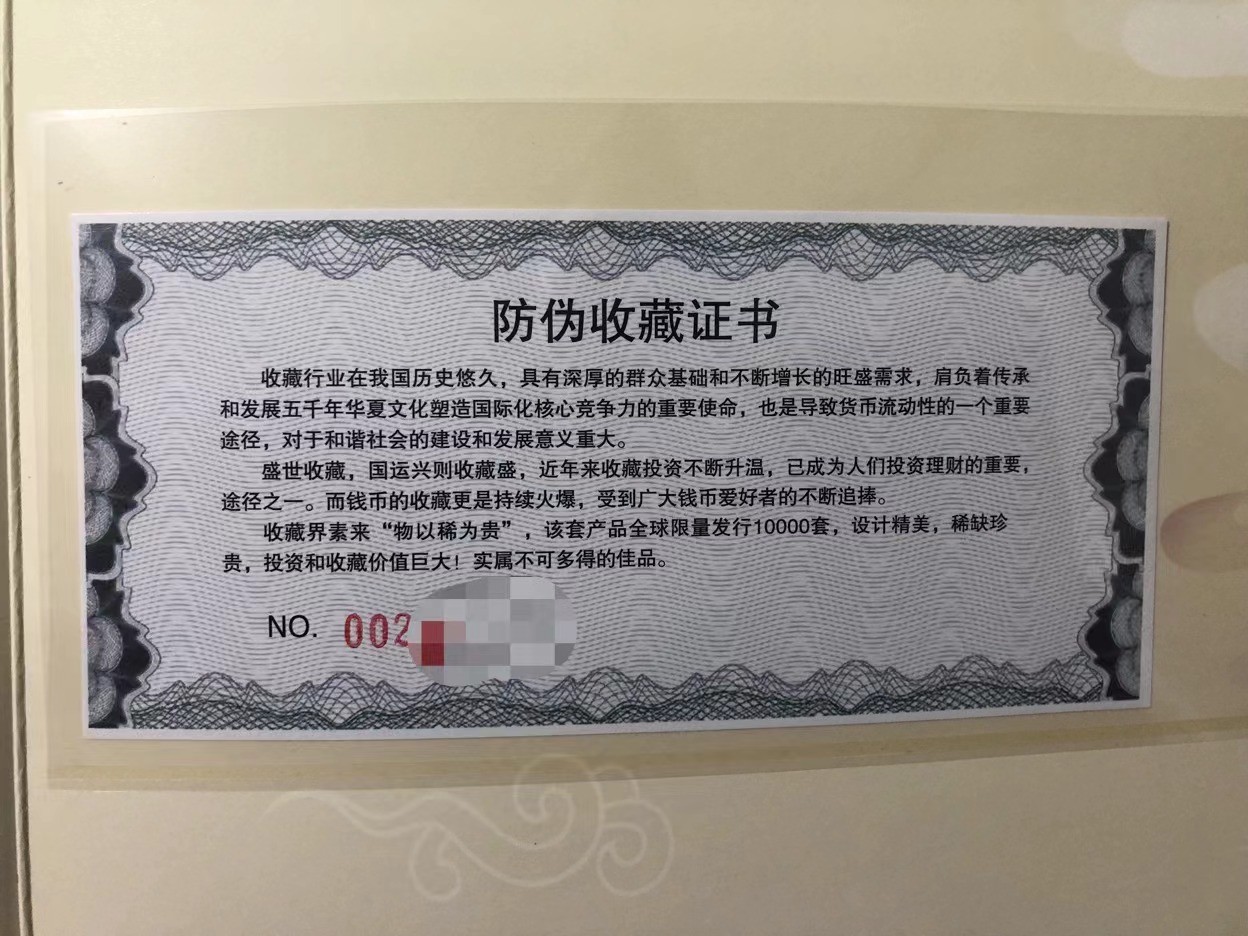 防伪收藏证书
收藏行业在我国历史悠久，具有深厚的群众基础和不断增长的旺盛需求，肩负着传承
和发展五千年华夏文化塑造国际化核心竞争力的重要使命，也是导致货币流动性的一个重要
途径，对于和谐社会的建设和发展意义重大。
盛世收藏，国运兴则收藏盛，近年来收藏投资不断升温，已成为人们投资理财的重要，
途径之一。而钱币的收藏更是持续火爆，受到广大钱币爱好者的不断追捧。
收藏界素来“物以稀为贵”，该套产品全球限量发行10000套，设计精美，稀缺珍
贵，投资和收藏价值巨大！实属不可多得的佳品。
NO. 002